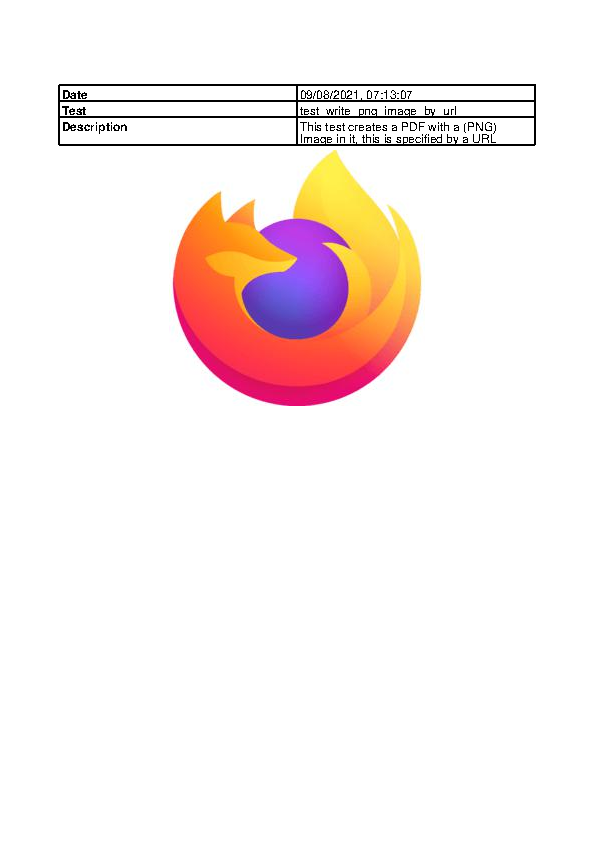 Date 09/08/2021, 07:13:07
Test test_write_png_image_by_url
Description This test creates a PDF with a (PNG)
Image in it, this is specified by a URL